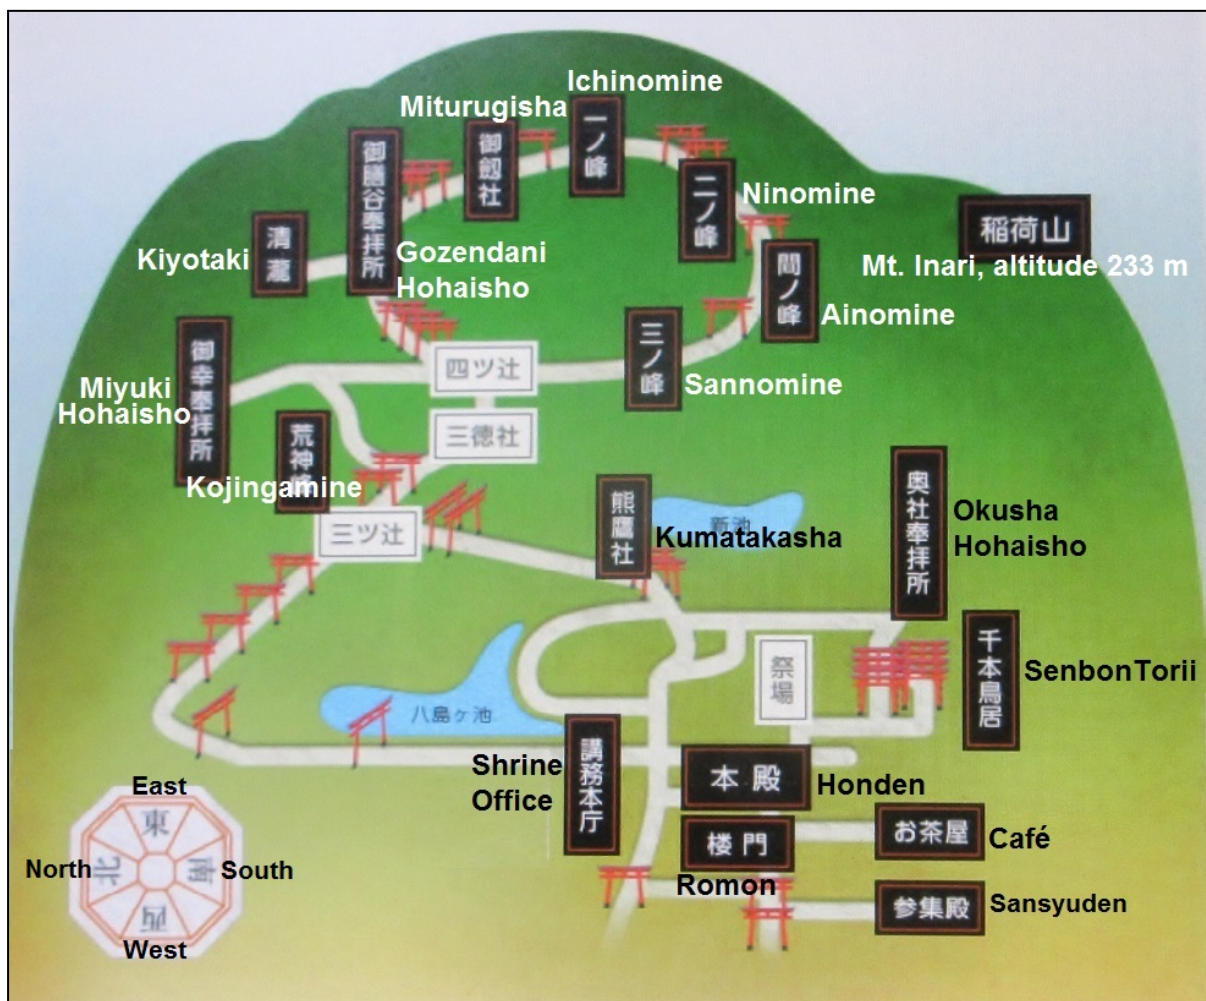 Ichinomine
一ノ峰
Miturugisha
御劔社
御膳谷奉拝所
Gozendani
Hohaisho
二ノ峰
Ninomine
稲荷山
Mt. Inari, altitude 233 m
清瀧
Kiyotaki
間ノ峰
Ainomine
三ノ峰
Sannomine
四ツ辻
御幸奉拝所
Miyuki
Hohaisho
三徳社
荒神峰
Kojingamine
三ツ辻
熊鷹社
Kumatakasha
新池
奥社奉拝所
Okusha
Hohaisho
千本鳥居
SenbonTorii
祭場
八島ヶ池
講務本庁
Shrine
Office
本殿
Honden
楼門
Romon
お茶屋
Café
参集殿
Sansyuden
East
東
North
北
南
South
西
West